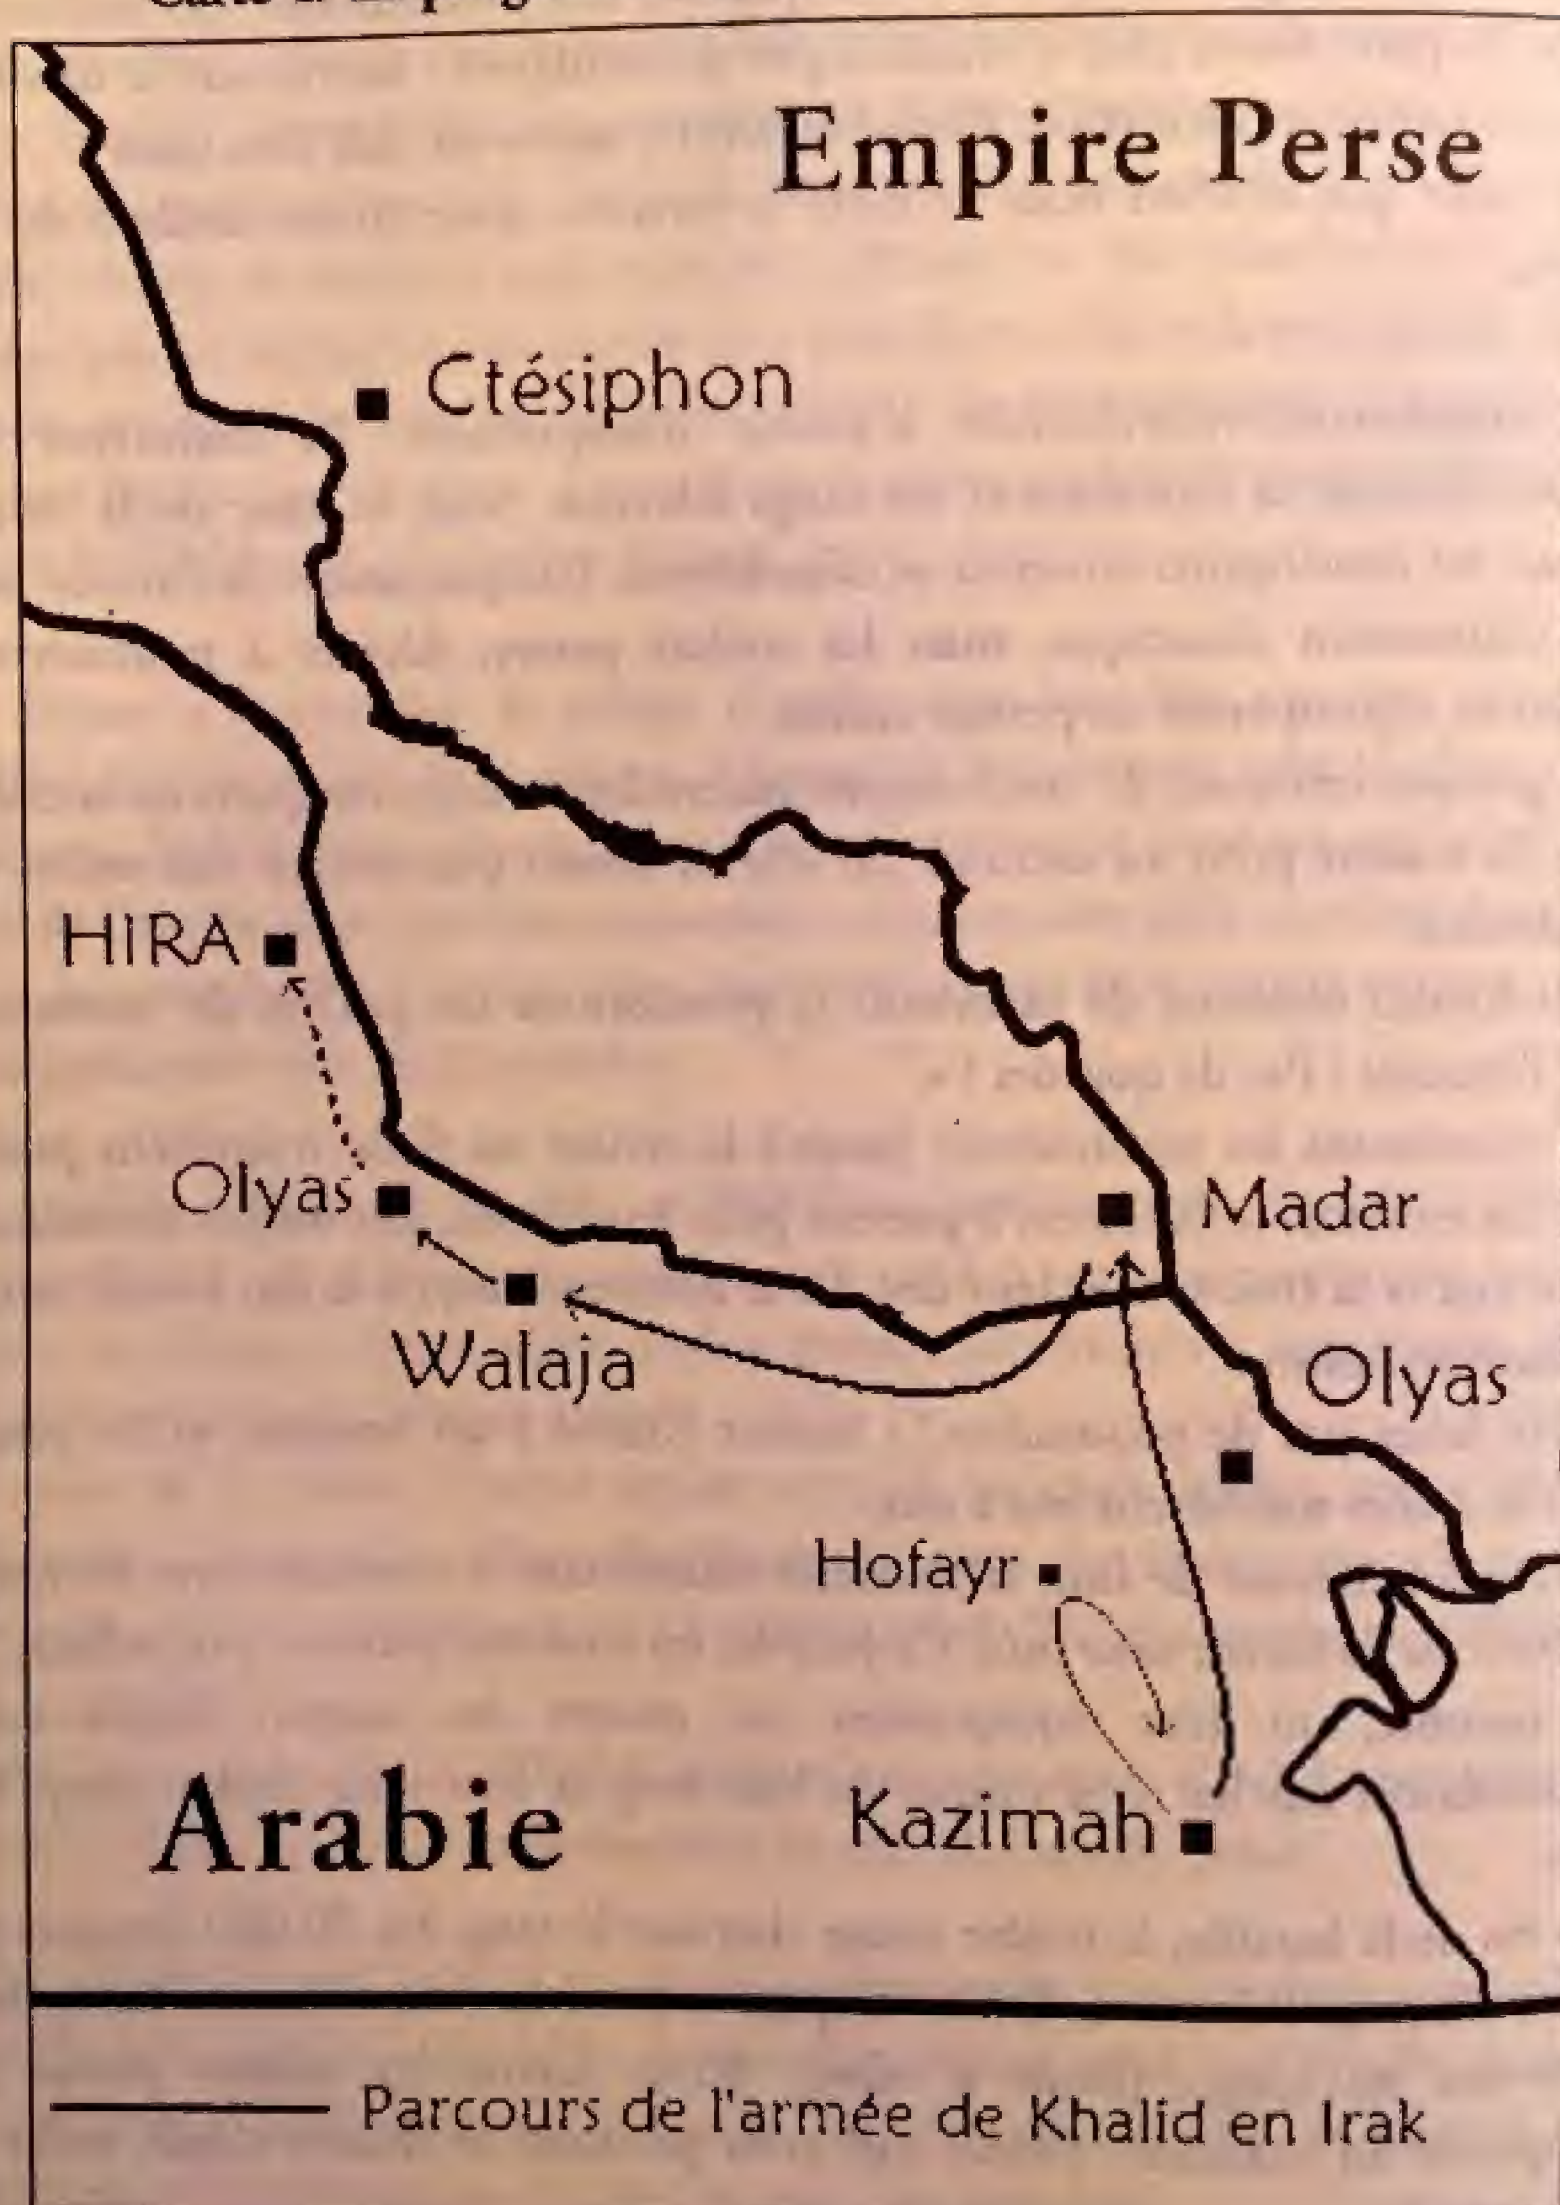 Empire Perse
Ctésiphon
HIRA
Olyas
Madar
Walaja
Olyas
Hofayr
Arabie
Kazimah
Parcours de l'armée de Khalid en Irak